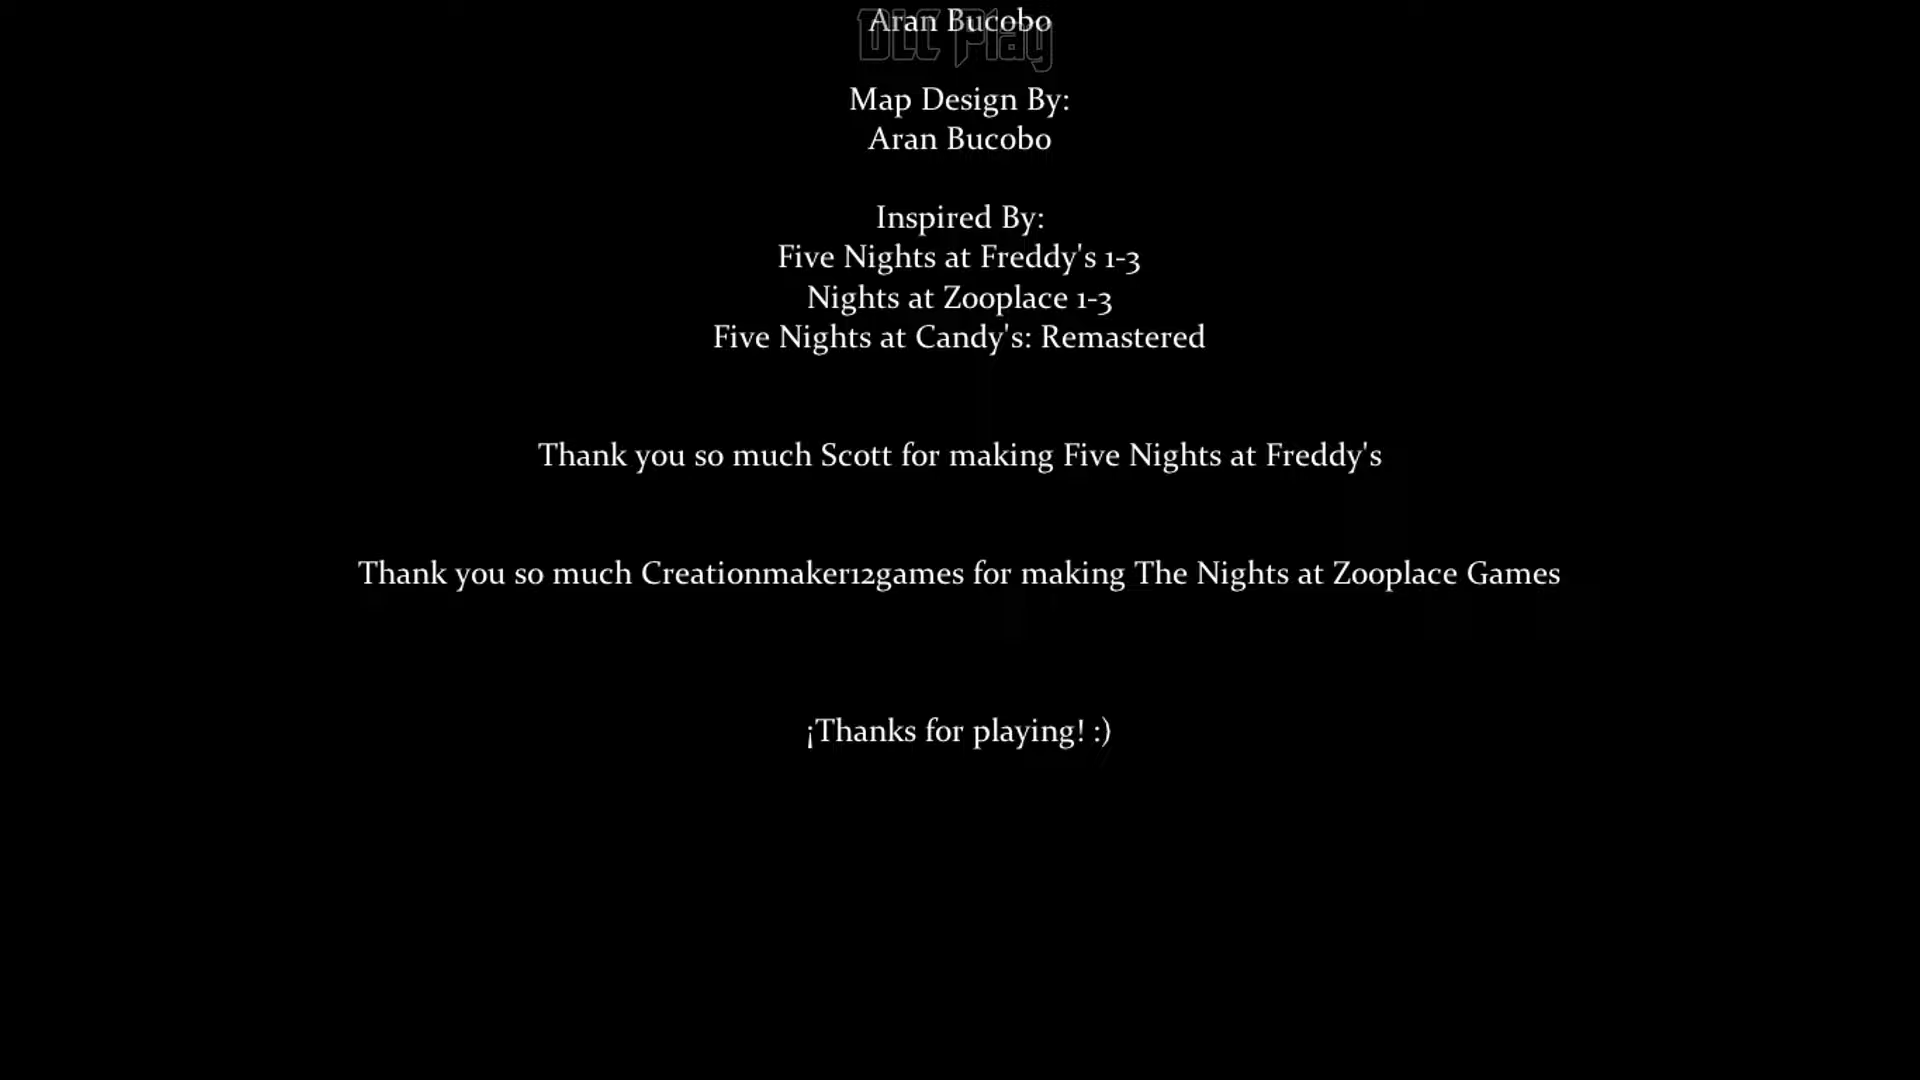 Aran Bucobo
DLC Play
Map Design By:
Aran Bucobo
Inspired By:
Five Nights at Freddy's 1-3
Nights at Zooplace 1-3
Five Nights at Candy's: Remastered
Thank you so much Scott for making Five Nights at Freddy's
Thank you so much Creationmaker12games for making The Nights at Zooplace Games
¡Thanks for playing! :)